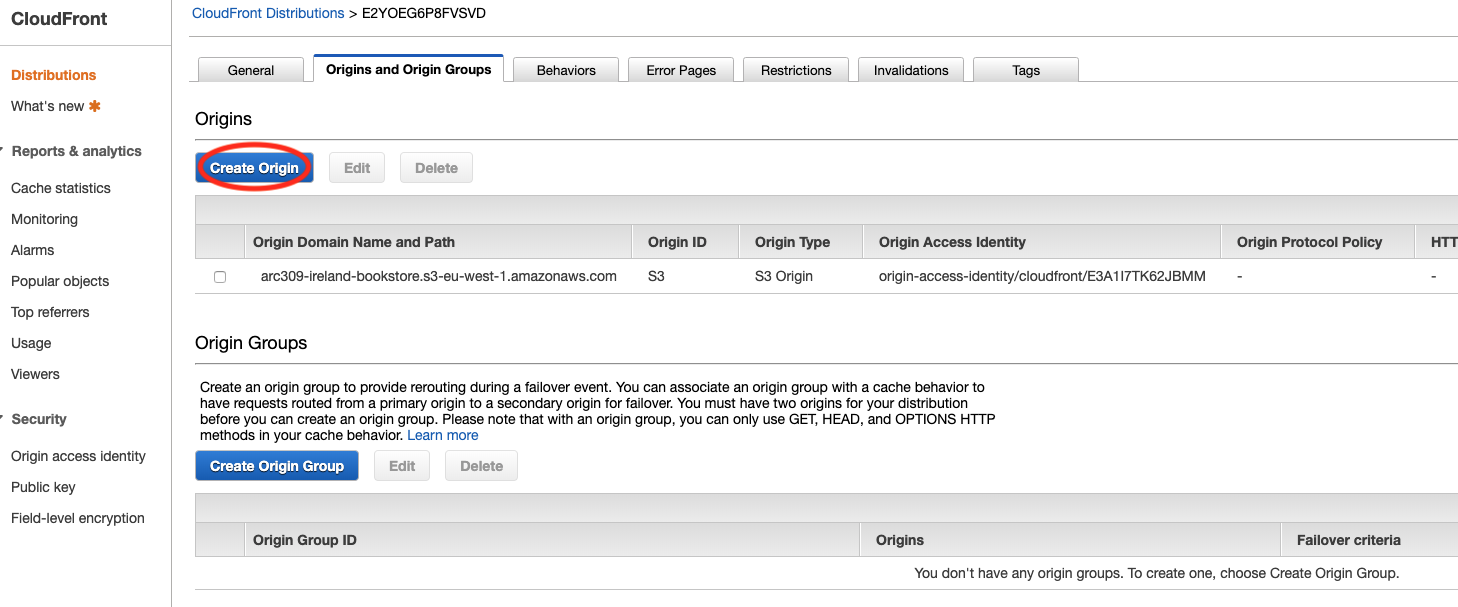 CloudFront
CloudFront Distributions > E2YOEG6P8FVSVD
Distributions
What's new ✱
Reports & analytics
Cache statistics
Monitoring
Alarms
Popular objects
Top referrers
Usage
Viewers
Security
Origin access identity
Public key
Field-level encryption
General Origins and Origin Groups Behaviors Error Pages Restrictions Invalidations Tags
Origins
Create Origin Edit Delete
Origin Domain Name and Path Origin ID Origin Type Origin Access Identity Origin Protocol Policy HTT
arc309-ireland-bookstore.s3-eu-west-1.amazonaws.com S3 S3 Origin origin-access-identity/cloudfront/E3A1I7TK62JBMM - -
Origin Groups
Create an origin group to provide rerouting during a failover event. You can associate an origin group with a cache behavior to
have requests routed from a primary origin to a secondary origin for failover. You must have two origins for your distribution
before you can create an origin group. Please note that with an origin group, you can only use GET, HEAD, and OPTIONS HTTP
methods in your cache behavior. Learn more
Create Origin Group Edit Delete
Origin Group ID Origins Failover criteria
You don't have any origin groups. To create one, choose Create Origin Group.